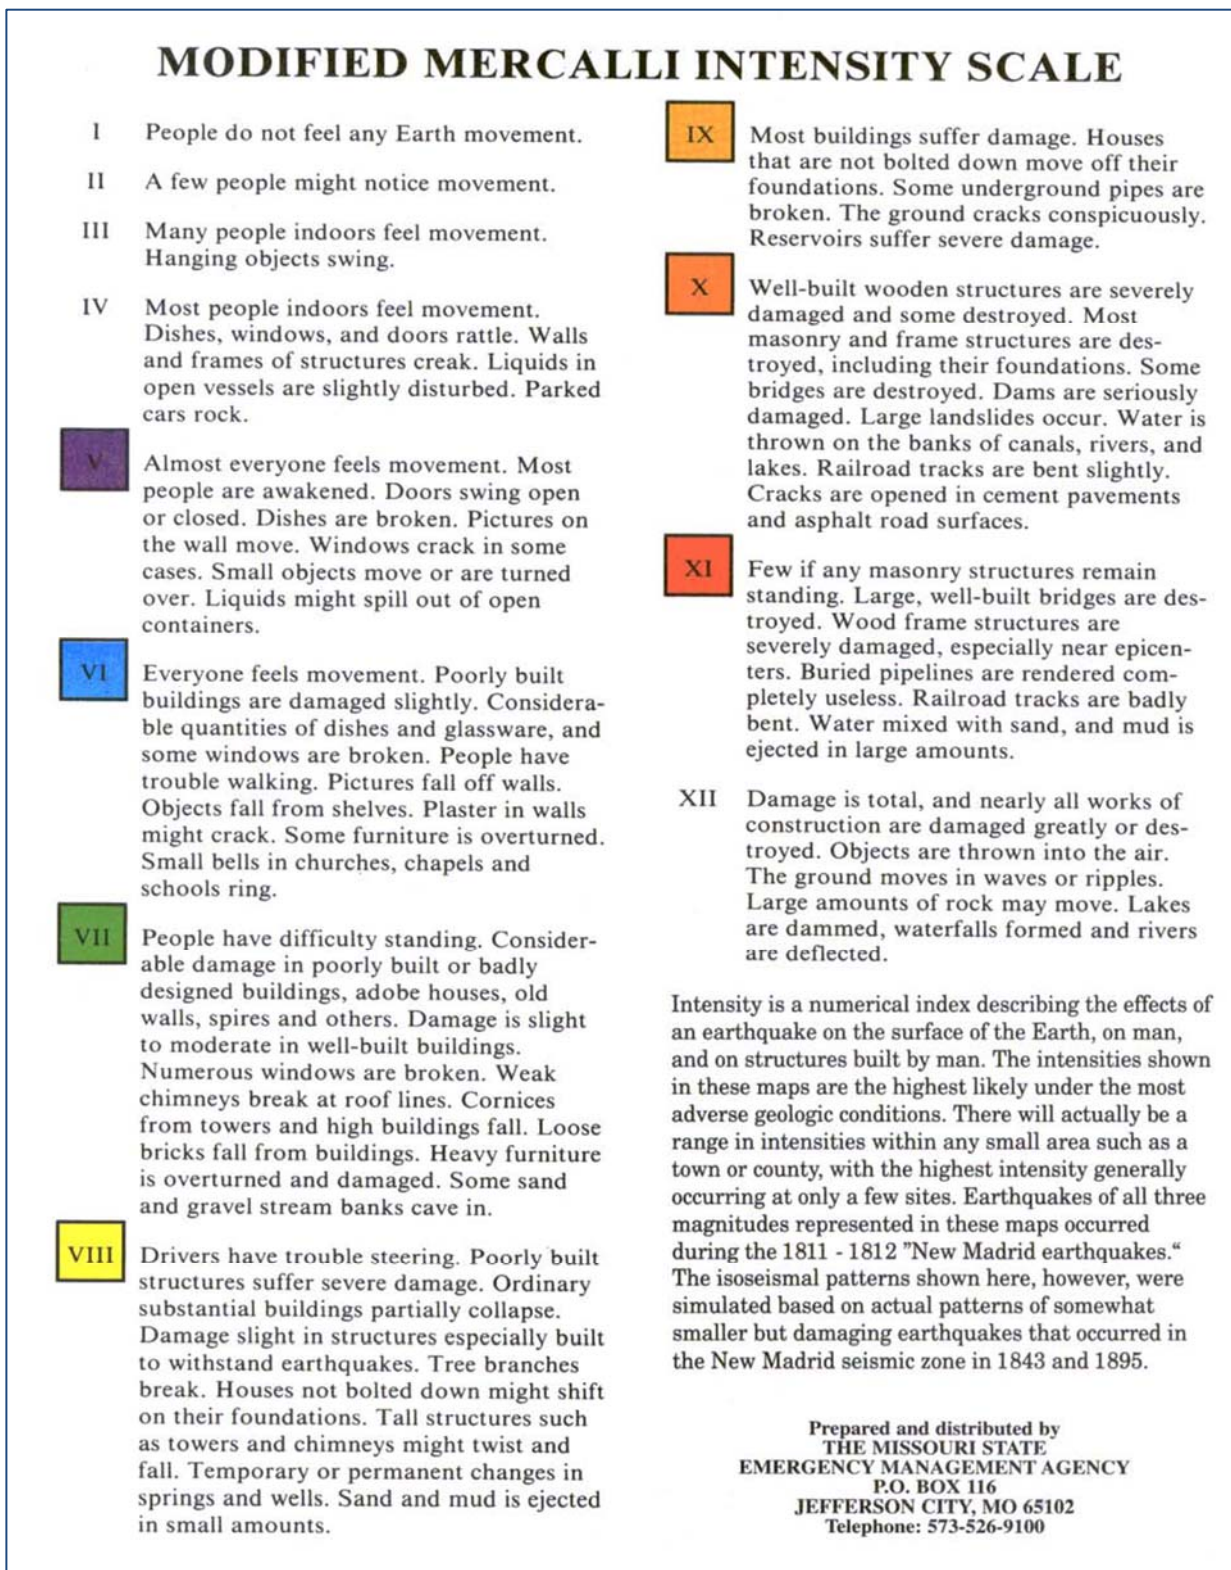 MODIFIED MERCALLI INTENSITY SCALE
I People do not feel any Earth movement.
II A few people might notice movement.
III Many people indoors feel movement.
Hanging objects swing.
IV Most people indoors feel movement.
Dishes, windows, and doors rattle. Walls
and frames of structures creak. Liquids in
open vessels are slightly disturbed. Parked
cars rock.
V Almost everyone feels movement. Most
people are awakened. Doors swing open
or closed. Dishes are broken. Pictures on
the wall move. Windows crack in some
cases. Small objects move or are turned
over. Liquids might spill out of open
containers.
VI Everyone feels movement. Poorly built
buildings are damaged slightly. Considera-
ble quantities of dishes and glassware, and
some windows are broken. People have
trouble walking. Pictures fall off walls.
Objects fall from shelves. Plaster in walls
might crack. Some furniture is overturned.
Small bells in churches, chapels and
schools ring.
VII People have difficulty standing. Consider-
able damage in poorly built or badly
designed buildings, adobe houses, old
walls, spires and others. Damage is slight
to moderate in well-built buildings.
Numerous windows are broken. Weak
chimneys break at roof lines. Cornices
from towers and high buildings fall. Loose
bricks fall from buildings. Heavy furniture
is overturned and damaged. Some sand
and gravel stream banks cave in.
VIII Drivers have trouble steering. Poorly built
structures suffer severe damage. Ordinary
substantial buildings partially collapse.
Damage slight in structures especially built
to withstand earthquakes. Tree branches
break. Houses not bolted down might shift
on their foundations. Tall structures such
as towers and chimneys might twist and
fall. Temporary or permanent changes in
springs and wells. Sand and mud is ejected
in small amounts.
IX Most buildings suffer damage. Houses
that are not bolted down move off their
foundations. Some underground pipes are
broken. The ground cracks conspicuously.
Reservoirs suffer severe damage.
X Well-built wooden structures are severely
damaged and some destroyed. Most
masonry and frame structures are des-
troyed, including their foundations. Some
bridges are destroyed. Dams are seriously
damaged. Large landslides occur. Water is
thrown on the banks of canals, rivers, and
lakes. Railroad tracks are bent slightly.
Cracks are opened in cement pavements
and asphalt road surfaces.
XI Few if any masonry structures remain
standing. Large, well-built bridges are des-
troyed. Wood frame structures are
severely damaged, especially near epicen-
ters. Buried pipelines are rendered com-
pletely useless. Railroad tracks are badly
bent. Water mixed with sand, and mud is
ejected in large amounts.
XII Damage is total, and nearly all works of
construction are damaged greatly or des-
troyed. Objects are thrown into the air.
The ground moves in waves or ripples.
Large amounts of rock may move. Lakes
are dammed, waterfalls formed and rivers
are deflected.
Intensity is a numerical index describing the effects of
an earthquake on the surface of the Earth, on man,
and on structures built by man. The intensities shown
in these maps are the highest likely under the most
adverse geologic conditions. There will actually be a
range in intensities within any small area such as a
town or county, with the highest intensity generally
occurring at only a few sites. Earthquakes of all three
magnitudes represented in these maps occurred
during the 1811 - 1812 "New Madrid earthquakes.“
The isoseismal patterns shown here, however, were
simulated based on actual patterns of somewhat
smaller but damaging earthquakes that occurred in
the New Madrid seismic zone in 1843 and 1895.
Prepared and distributed by
THE MISSOURI STATE
EMERGENCY MANAGEMENT AGENCY
P.O. BOX 116
JEFFERSON CITY, MO 65102
Telephone: 573-526-9100